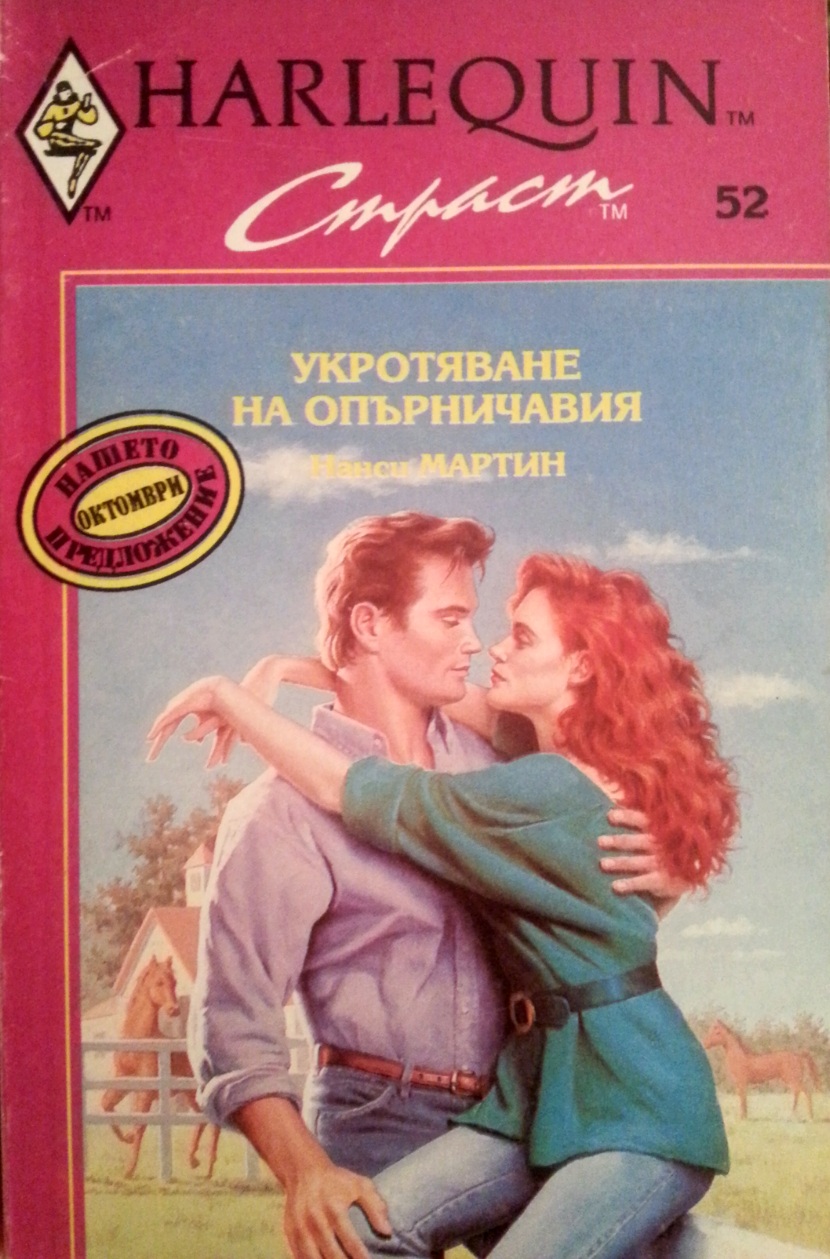 HARLEQUIN™
Страст™
52
TM
УКРОТЯВАНЕ
НА ОПЪРНИЧАВИЯ
Нанси МАРТИН
НАШЕТО
ОКТОМВРИ
ПРЕДЛОЖЕНИЕ